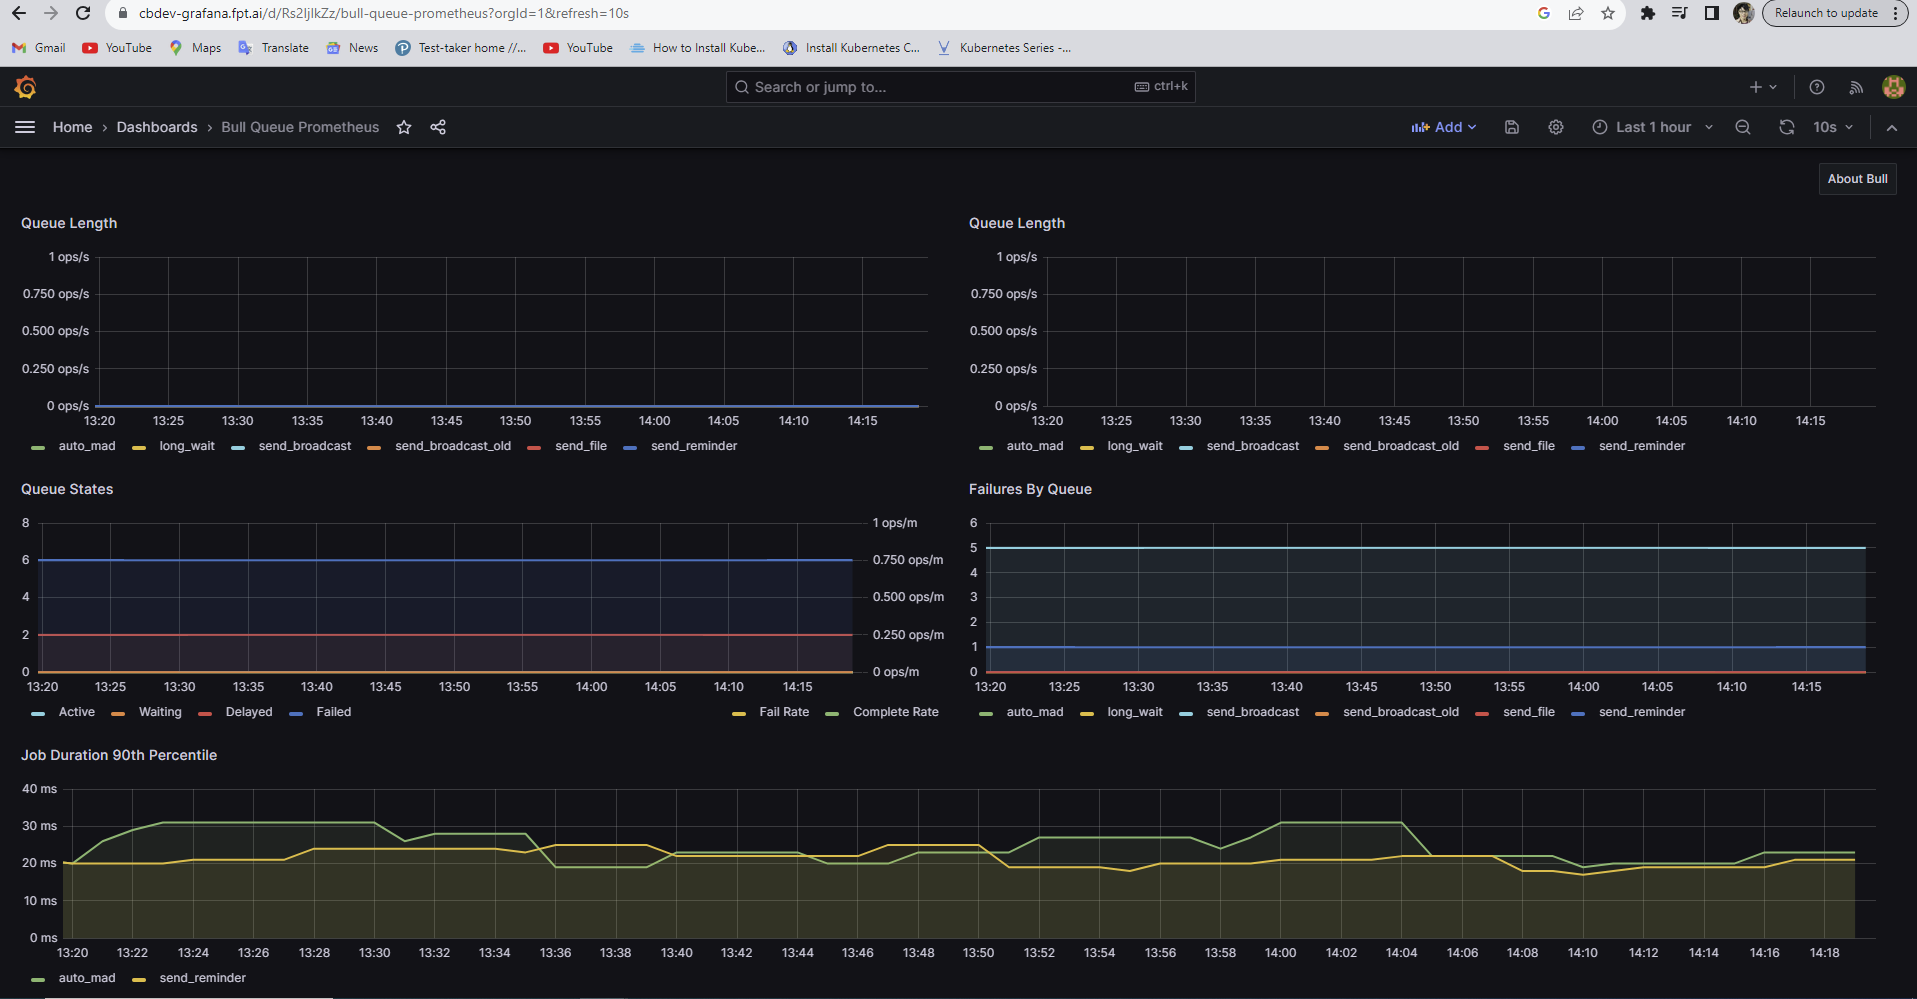 cbdev-grafana.fpt.ai/d/Rs2ljlkZz/bull-queue-prometheus?orgId=1&refresh=10s
Relaunch to update
Gmail YouTube Maps Translate News Test-taker home //... YouTube How to Install Kube... Install Kubernetes C... Kubernetes Series -...
Search or jump to... ctrl+k
Home › Dashboards › Bull Queue Prometheus
Add Last 1 hour 10s
About Bull
Queue Length
1 ops/s
0.750 ops/s
0.500 ops/s
0.250 ops/s
0 ops/s
13:20 13:25 13:30 13:35 13:40 13:45 13:50 13:55 14:00 14:05 14:10 14:15
auto_mad long_wait send_broadcast send_broadcast_old send_file send_reminder
Queue Length
1 ops/s
0.750 ops/s
0.500 ops/s
0.250 ops/s
0 ops/s
13:20 13:25 13:30 13:35 13:40 13:45 13:50 13:55 14:00 14:05 14:10 14:15
auto_mad long_wait send_broadcast send_broadcast_old send_file send_reminder
Queue States
8 1 ops/m
6 0.750 ops/m
4 0.500 ops/m
2 0.250 ops/m
0 0 ops/m
13:20 13:25 13:30 13:35 13:40 13:45 13:50 13:55 14:00 14:05 14:10 14:15
Active Waiting Delayed Failed Fail Rate Complete Rate
Failures By Queue
6
5
4
3
2
1
0
13:20 13:25 13:30 13:35 13:40 13:45 13:50 13:55 14:00 14:05 14:10 14:15
auto_mad long_wait send_broadcast send_broadcast_old send_file send_reminder
Job Duration 90th Percentile
40 ms
30 ms
20 ms
10 ms
0 ms
13:20 13:22 13:24 13:26 13:28 13:30 13:32 13:34 13:36 13:38 13:40 13:42 13:44 13:46 13:48 13:50 13:52 13:54 13:56 13:58 14:00 14:02 14:04 14:06 14:08 14:10 14:12 14:14 14:16 14:18
auto_mad send_reminder